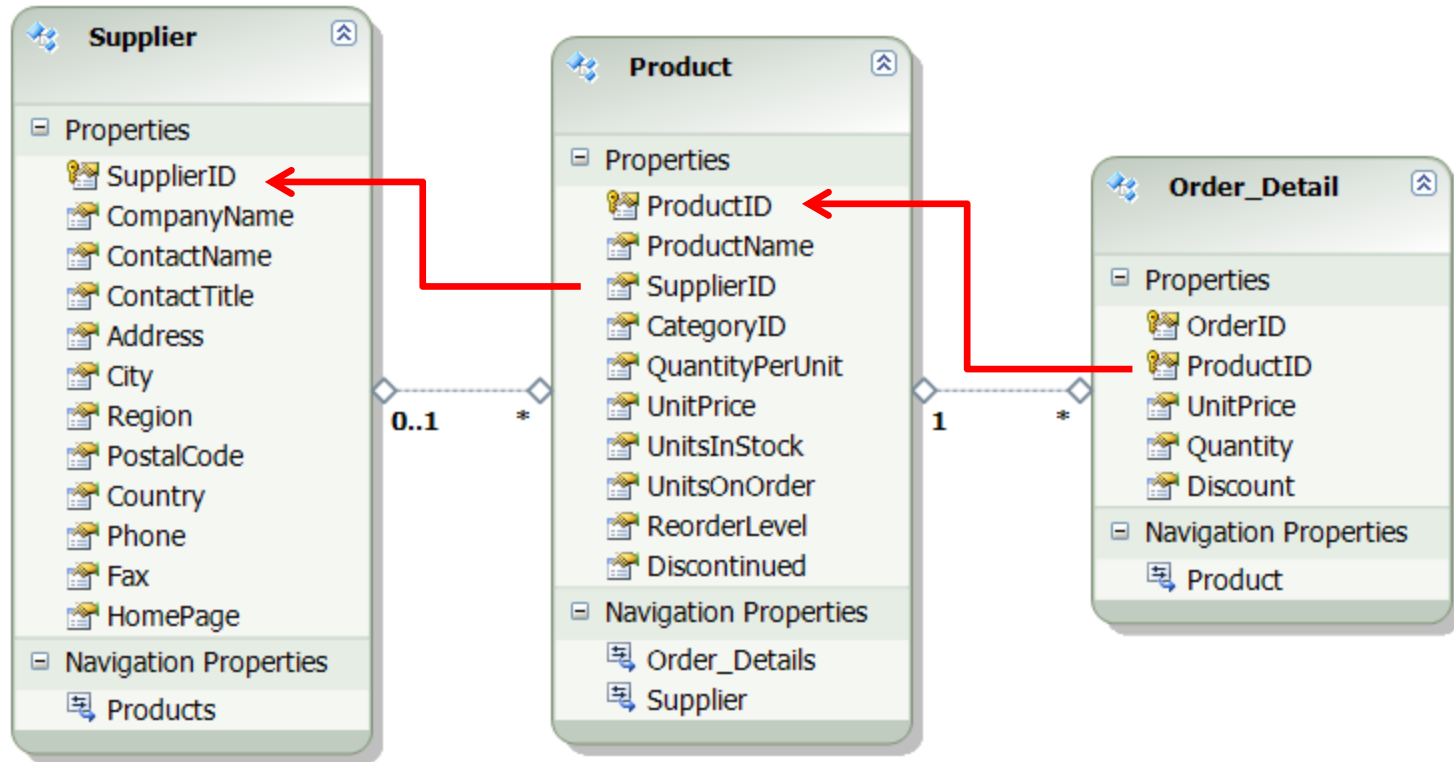 Supplier
Properties
SupplierID
CompanyName
ContactName
ContactTitle
Address
City
Region
PostalCode
Country
Phone
Fax
HomePage
Navigation Properties
Products
0..1
*
Product
Properties
ProductID
ProductName
SupplierID
CategoryID
QuantityPerUnit
UnitPrice
UnitsInStock
UnitsOnOrder
ReorderLevel
Discontinued
Navigation Properties
Order_Details
Supplier
1
*
Order_Detail
Properties
OrderID
ProductID
UnitPrice
Quantity
Discount
Navigation Properties
Product